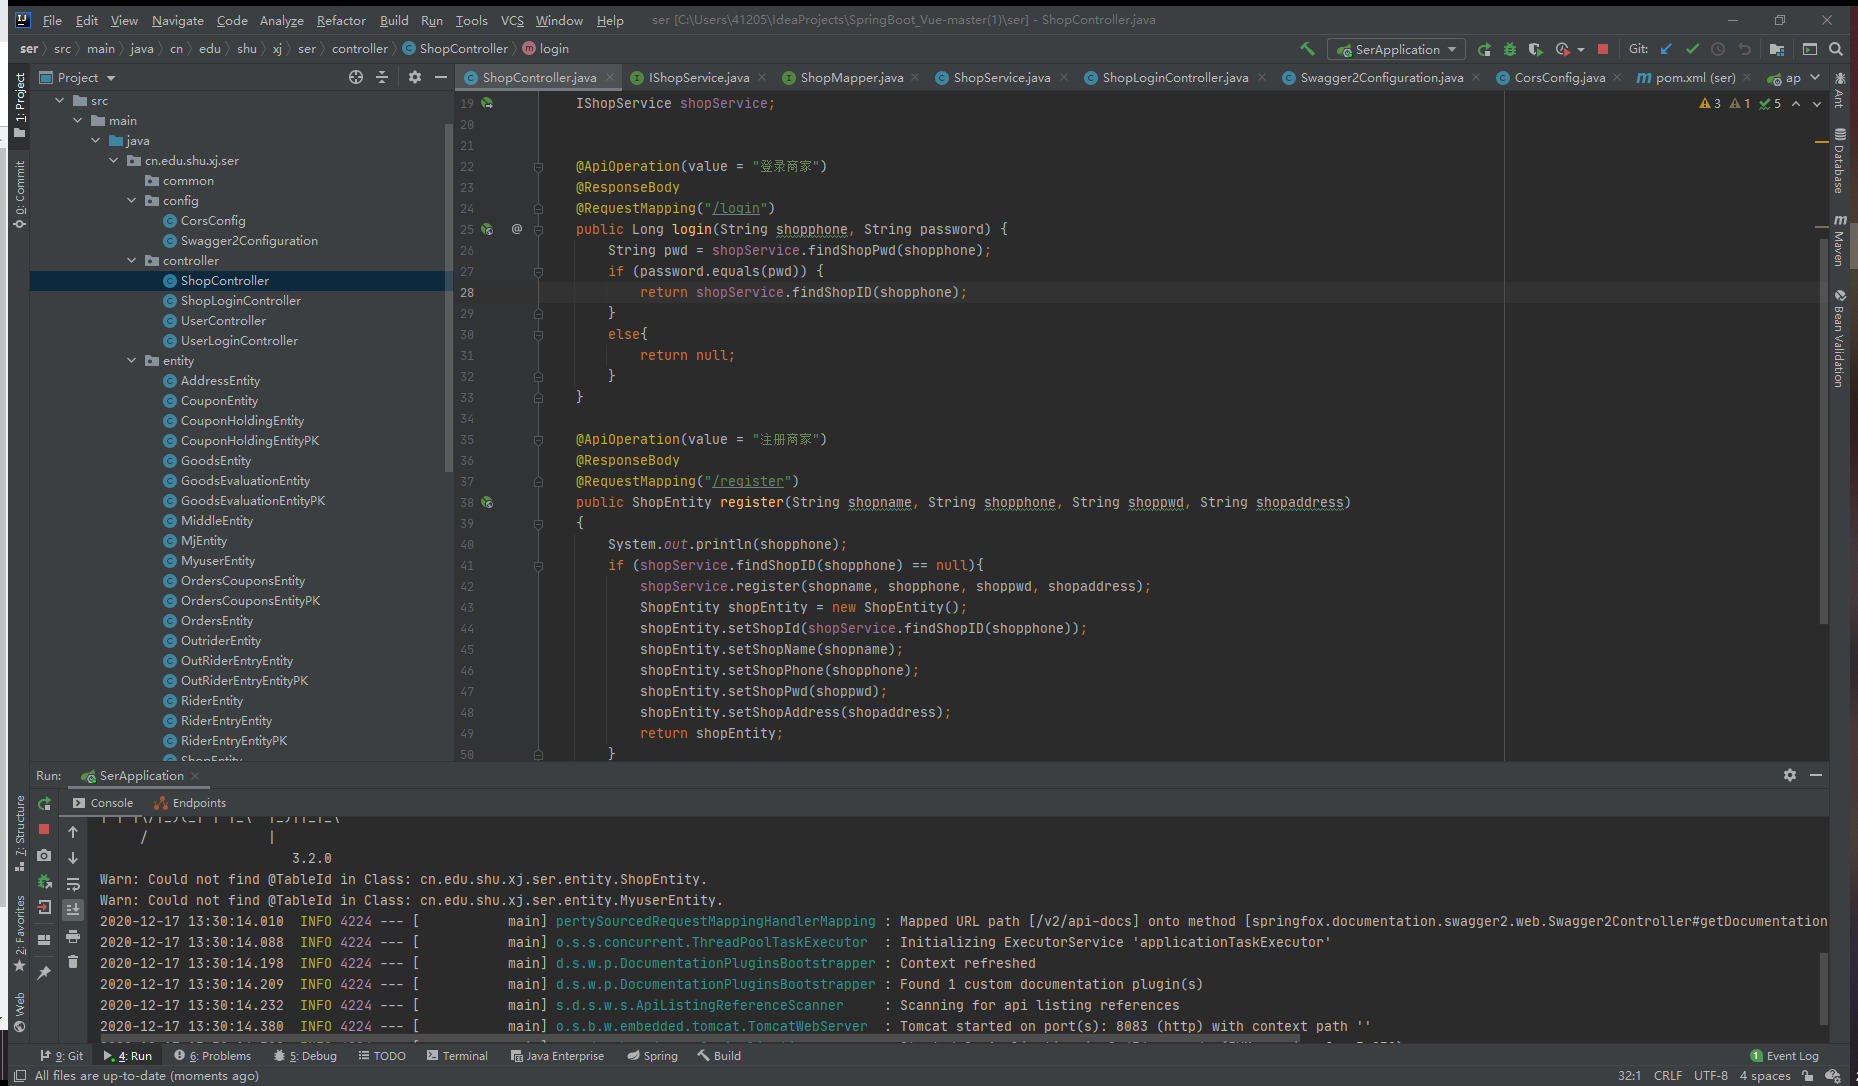 File Edit View Navigate Code Analyze Refactor Build Run Tools VCS Window Help ser [C:\Users\41205\IdeaProjects\SpringBoot_Vue-master(1)\ser] - ShopController.java
ser src main java cn edu shu xj ser controller ShopController login SerApplication Git:
Project ShopController.java IShopService.java ShopMapper.java ShopService.java ShopLoginController.java Swagger2Configuration.java CorsConfig.java pom.xml (ser) ap
1: Project
0: Commit
7: Structure
2: Favorites
Web
src
main
java
cn.edu.shu.xj.ser
common
config
CorsConfig
Swagger2Configuration
controller
ShopController
ShopLoginController
UserController
UserLoginController
entity
AddressEntity
CouponEntity
CouponHoldingEntity
CouponHoldingEntityPK
GoodsEntity
GoodsEvaluationEntity
GoodsEvaluationEntityPK
MiddleEntity
MjEntity
MyuserEntity
OrdersCouponsEntity
OrdersCouponsEntityPK
OrdersEntity
OutriderEntity
OutRiderEntryEntity
OutRiderEntryEntityPK
RiderEntity
RiderEntryEntity
RiderEntryEntityPK
ShopEntity
3 1 5
19 IShopService shopService;
20
21
22 @ApiOperation(value = "登录商家")
23 @ResponseBody
24 @RequestMapping("/login")
25 @ public Long login(String shopphone, String password) {
26 String pwd = shopService.findShopPwd(shopphone);
27 if (password.equals(pwd)) {
28 return shopService.findShopID(shopphone);
29 }
30 else{
31 return null;
32 }
33 }
34
35 @ApiOperation(value = "注册商家")
36 @ResponseBody
37 @RequestMapping("/register")
38 public ShopEntity register(String shopname, String shopphone, String shoppwd, String shopaddress)
39 {
40 System.out.println(shopphone);
41 if (shopService.findShopID(shopphone) == null){
42 shopService.register(shopname, shopphone, shoppwd, shopaddress);
43 ShopEntity shopEntity = new ShopEntity();
44 shopEntity.setShopId(shopService.findShopID(shopphone));
45 shopEntity.setShopName(shopname);
46 shopEntity.setShopPhone(shopphone);
47 shopEntity.setShopPwd(shoppwd);
48 shopEntity.setShopAddress(shopaddress);
49 return shopEntity;
50 }
Ant
Database
Maven
Bean Validation
Run: SerApplication
Console Endpoints
/ |
3.2.0
Warn: Could not find @TableId in Class: cn.edu.shu.xj.ser.entity.ShopEntity.
Warn: Could not find @TableId in Class: cn.edu.shu.xj.ser.entity.MyuserEntity.
2020-12-17 13:30:14.010 INFO 4224 --- [ main] pertySourcedRequestMappingHandlerMapping : Mapped URL path [/v2/api-docs] onto method [springfox.documentation.swagger2.web.Swagger2Controller#getDocumentation
2020-12-17 13:30:14.088 INFO 4224 --- [ main] o.s.s.concurrent.ThreadPoolTaskExecutor : Initializing ExecutorService 'applicationTaskExecutor'
2020-12-17 13:30:14.198 INFO 4224 --- [ main] d.s.w.p.DocumentationPluginsBootstrapper : Context refreshed
2020-12-17 13:30:14.209 INFO 4224 --- [ main] d.s.w.p.DocumentationPluginsBootstrapper : Found 1 custom documentation plugin(s)
2020-12-17 13:30:14.232 INFO 4224 --- [ main] s.d.s.w.s.ApiListingReferenceScanner : Scanning for api listing references
2020-12-17 13:30:14.380 INFO 4224 --- [ main] o.s.b.w.embedded.tomcat.TomcatWebServer : Tomcat started on port(s): 8083 (http) with context path ''
9: Git 4: Run 6: Problems 5: Debug TODO Terminal Java Enterprise Spring Build 1 Event Log
All files are up-to-date (moments ago) 32:1 CRLF UTF-8 4 spaces